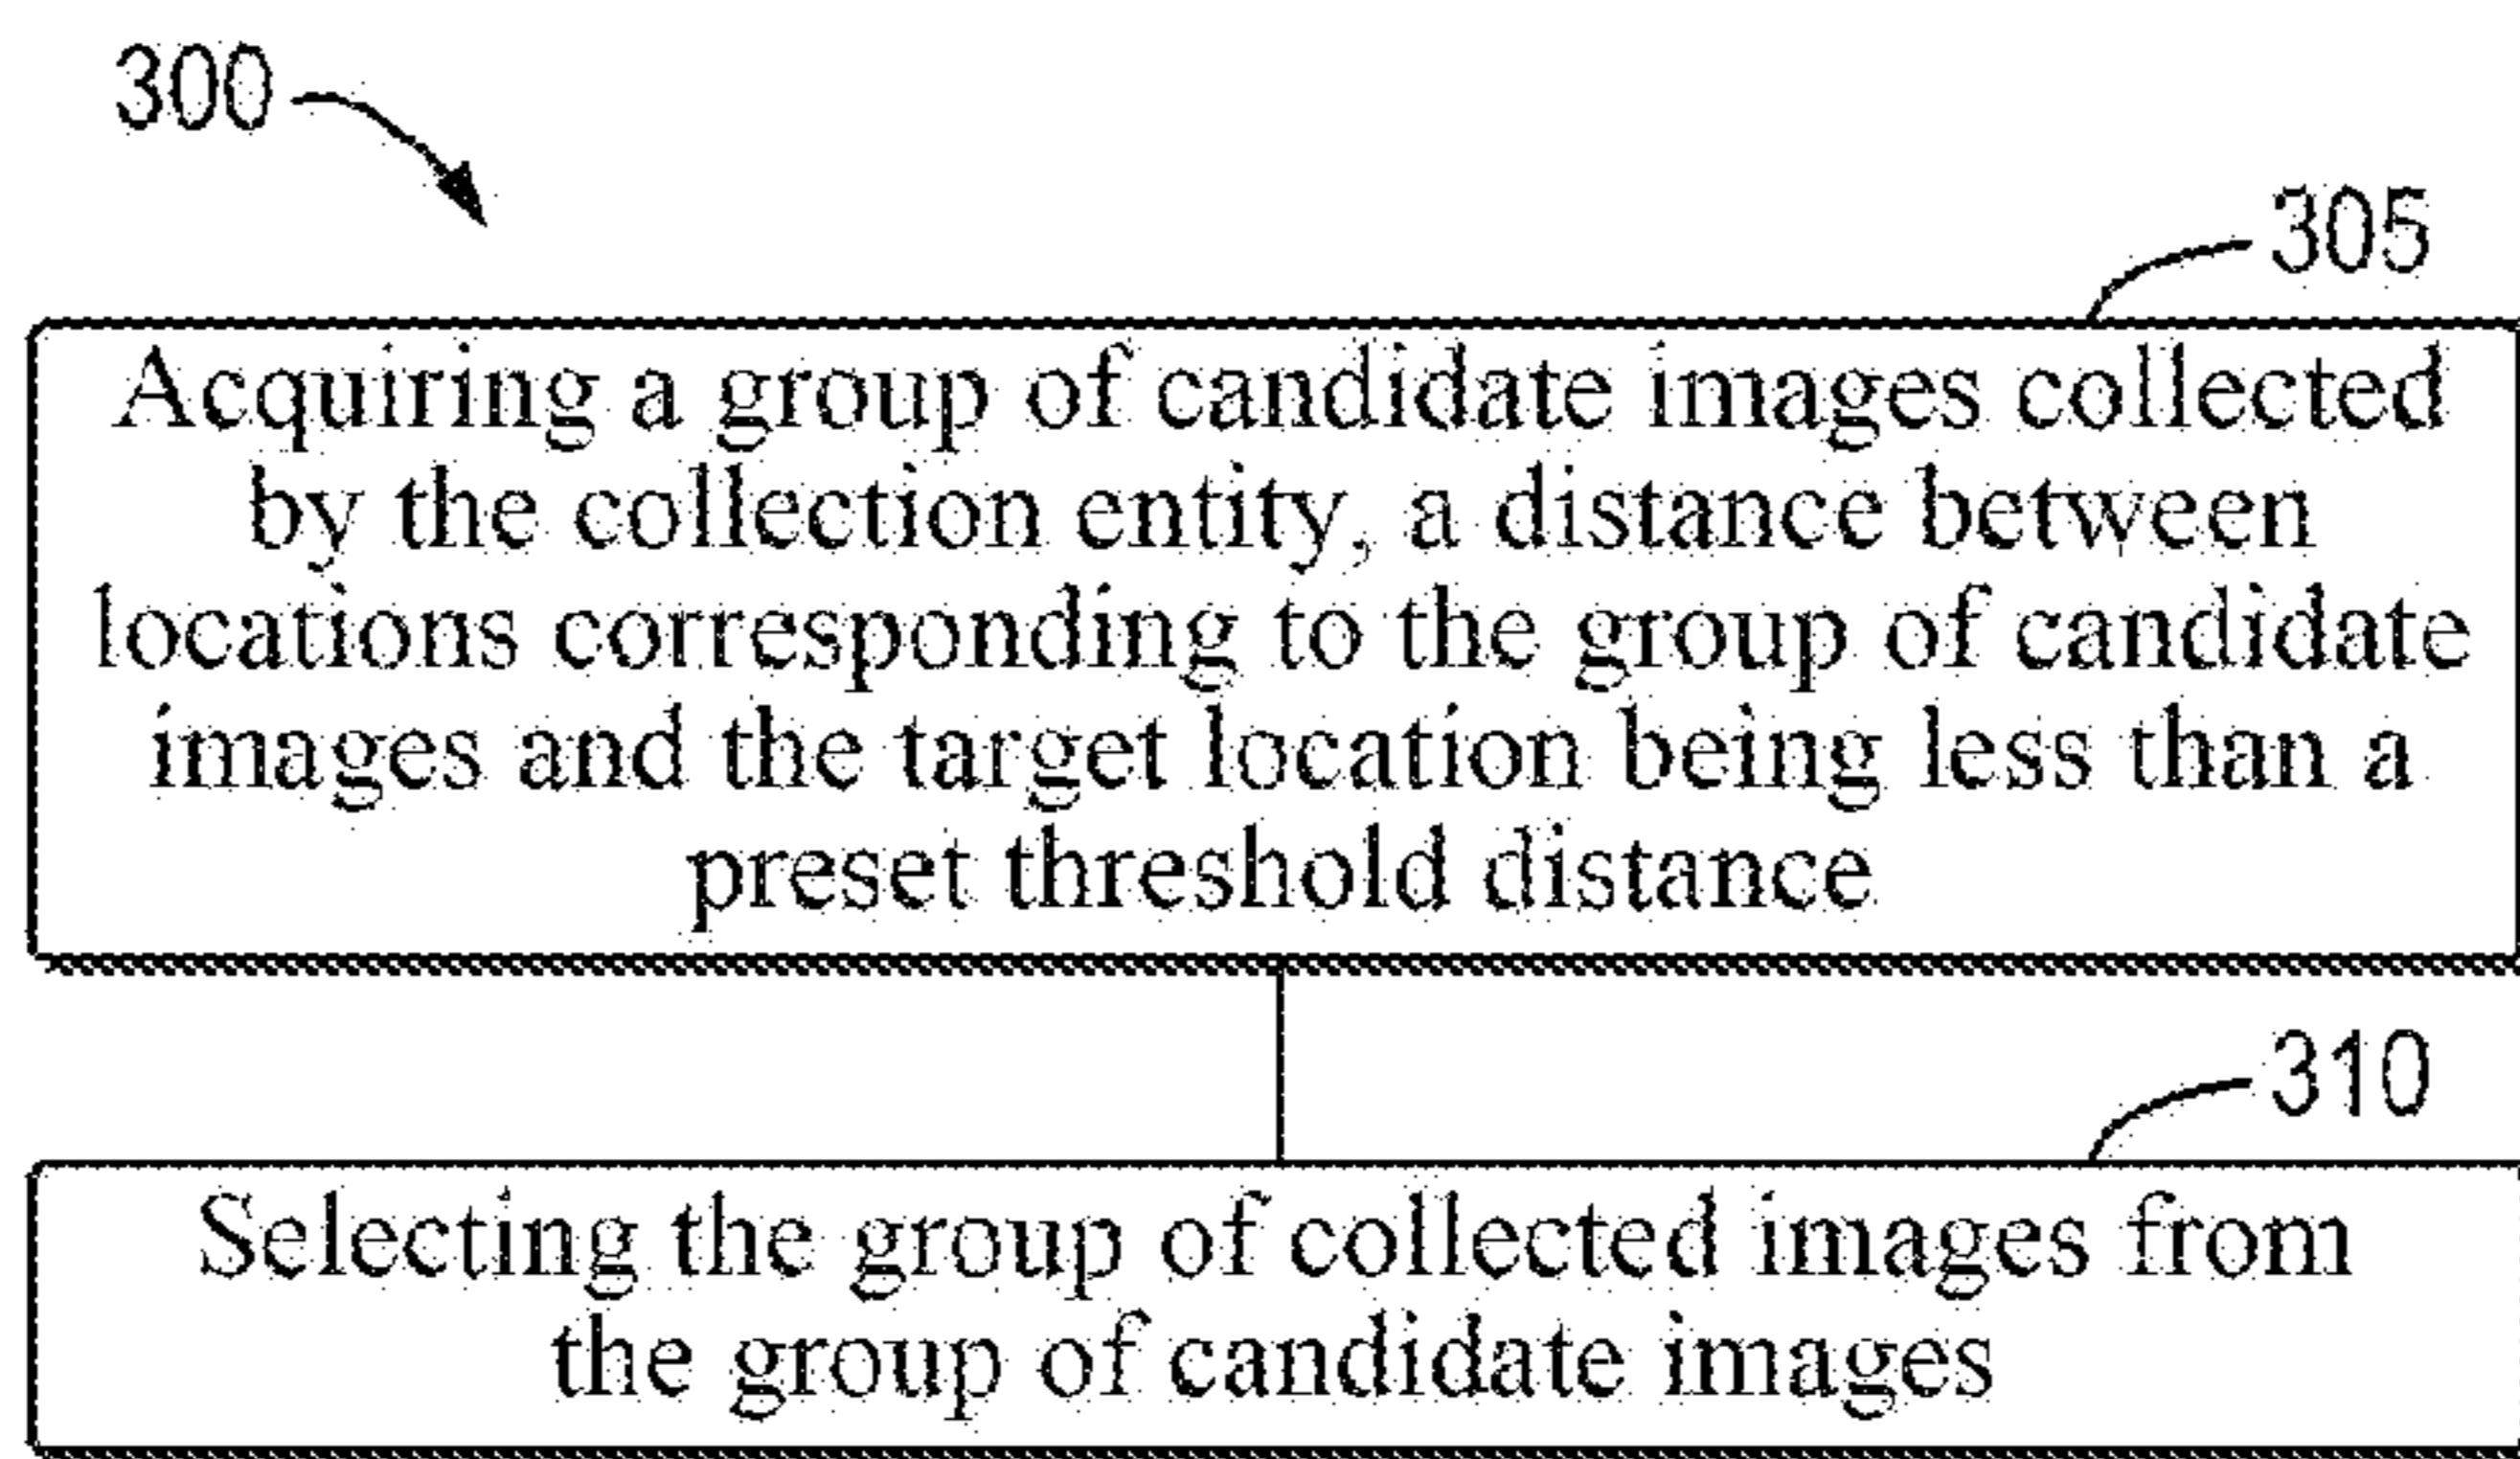 300
305
Acquiring a group of candidate images collected
by the collection entity, a distance between
locations corresponding to the group of candidate
images and the target location being less than a
preset threshold distance
310
Selecting the group of collected images from
the group of candidate images